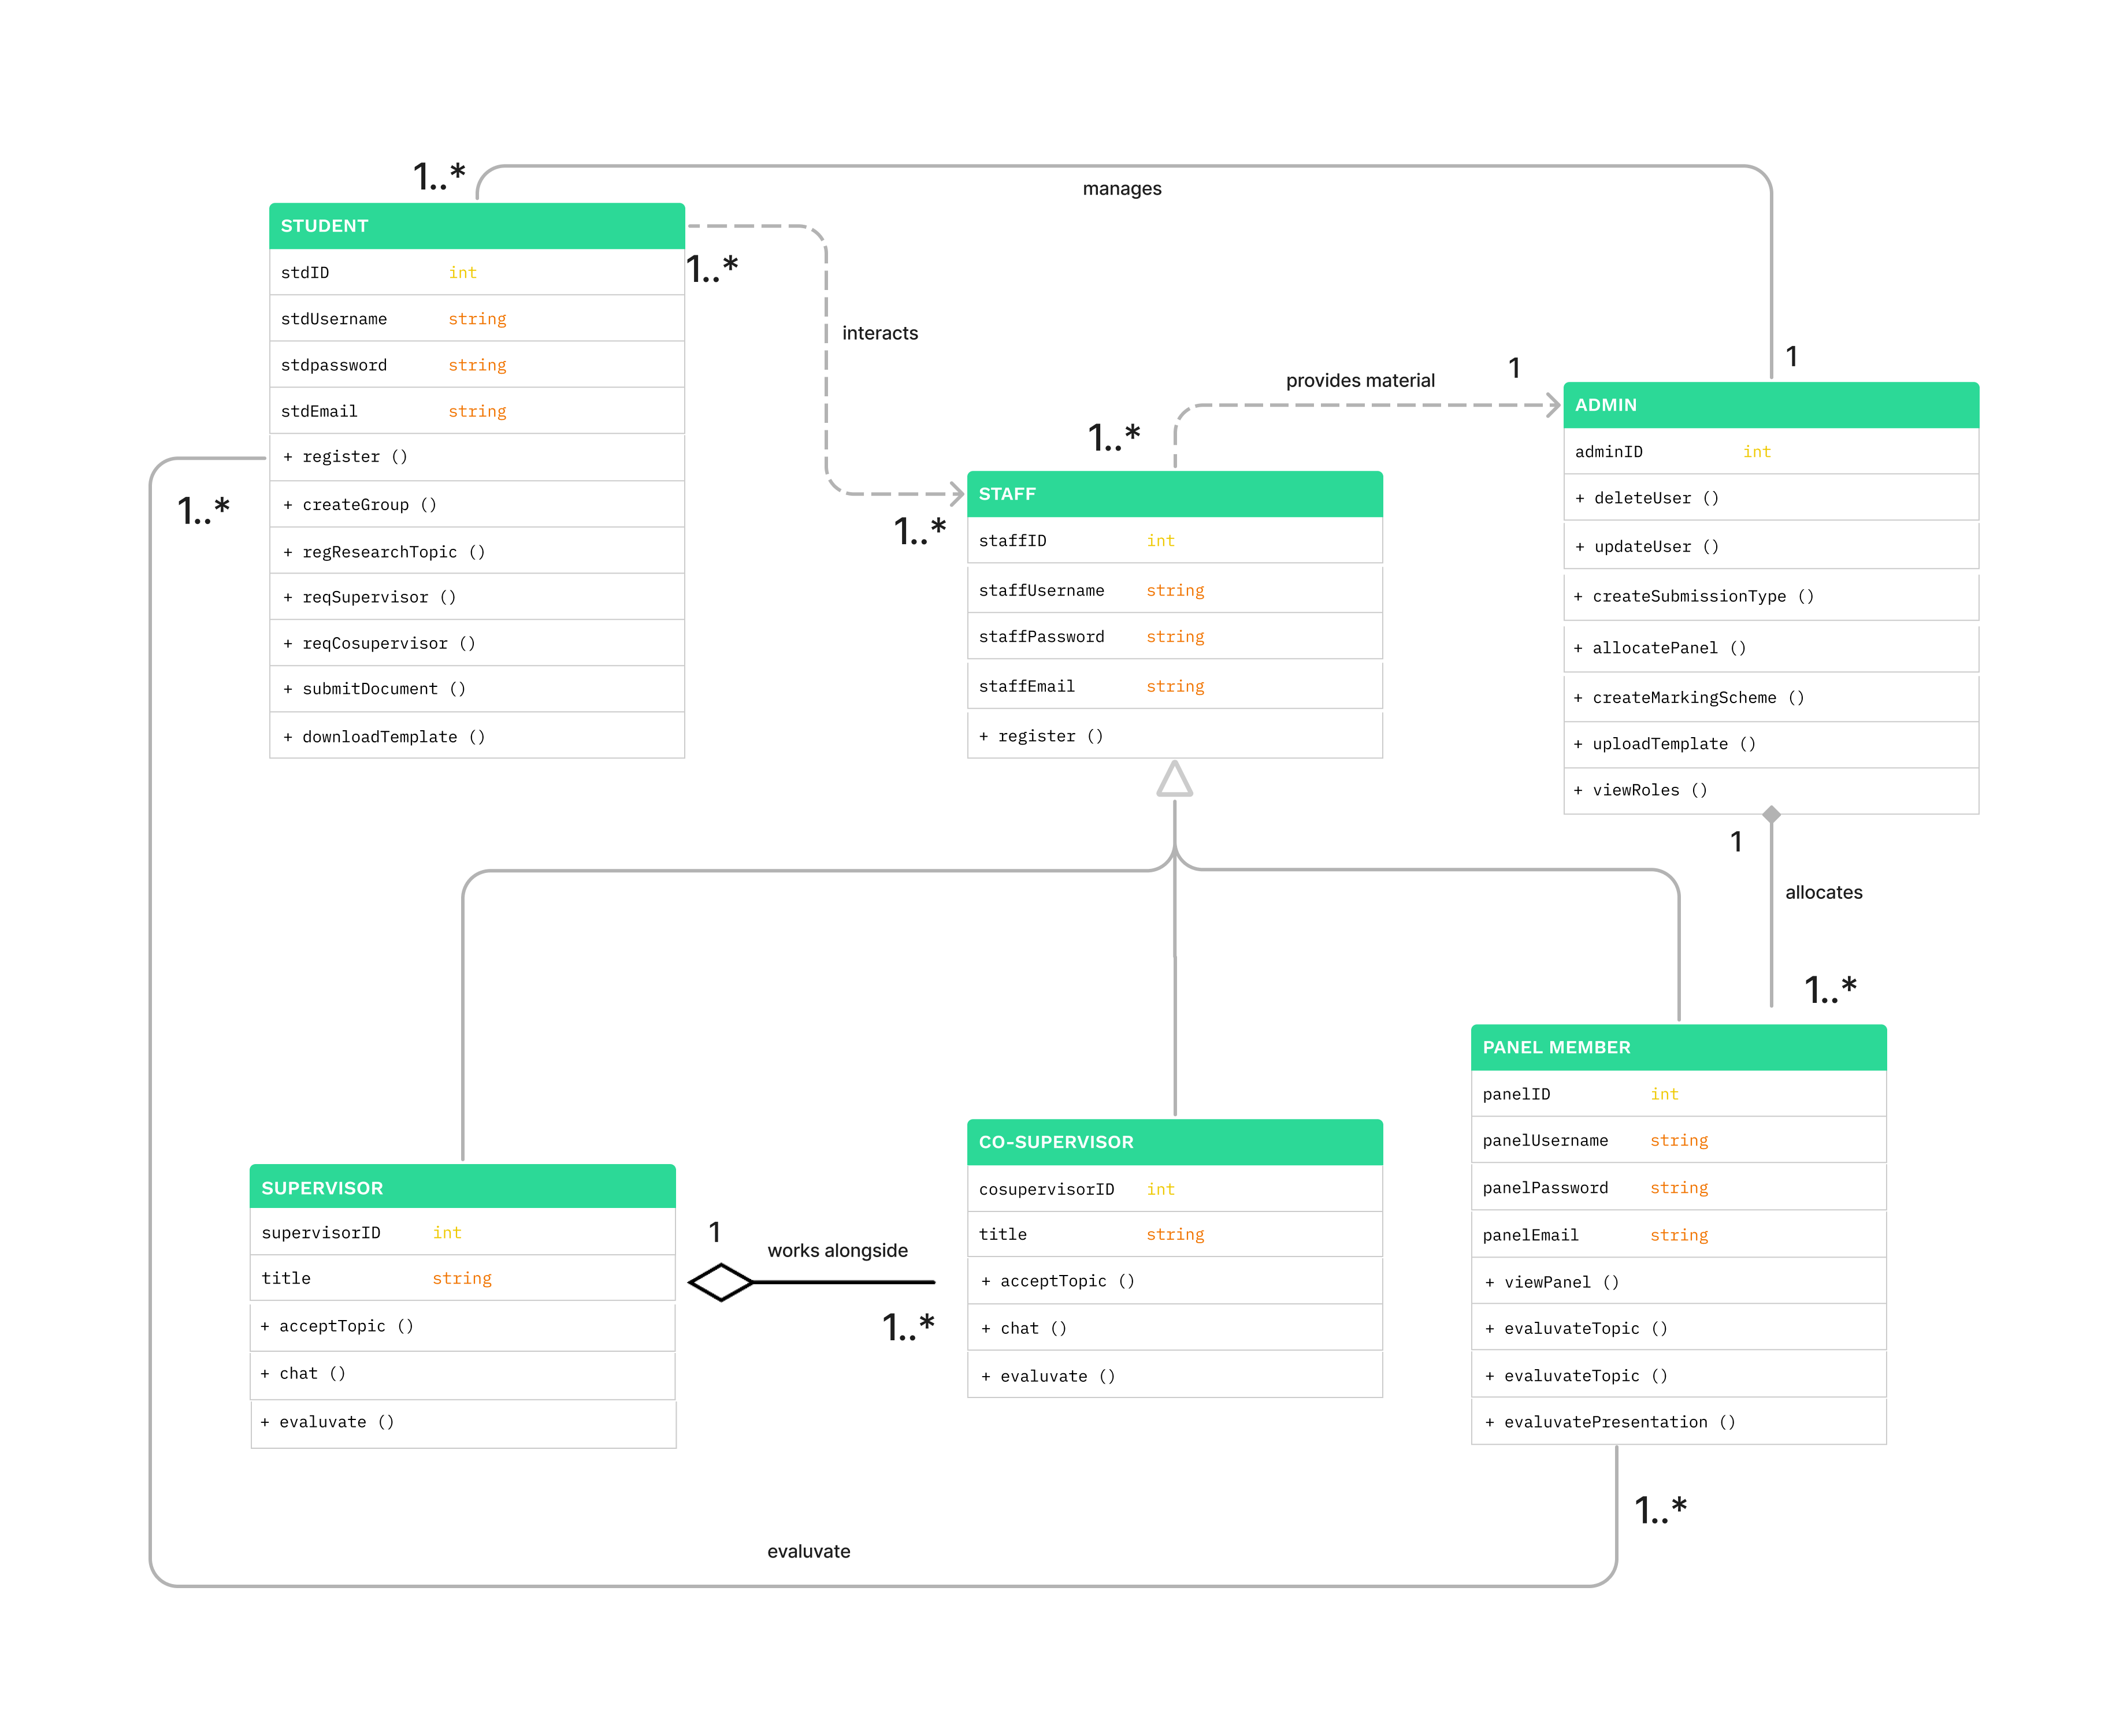 1..*
manages
STUDENT
stdID int
stdUsername string
stdpassword string
stdEmail string
+ register ()
+ createGroup ()
+ regResearchTopic ()
+ reqSupervisor ()
+ reqCosupervisor ()
+ submitDocument ()
+ downloadTemplate ()
1..*
interacts
1..*
1..*
provides material
1
1
1..*
STAFF
staffID int
staffUsername string
staffPassword string
staffEmail string
+ register ()
ADMIN
adminID int
+ deleteUser ()
+ updateUser ()
+ createSubmissionType ()
+ allocatePanel ()
+ createMarkingScheme ()
+ uploadTemplate ()
+ viewRoles ()
1
allocates
1..*
SUPERVISOR
supervisorID int
title string
+ acceptTopic ()
+ chat ()
+ evaluvate ()
1
works alongside
1..*
CO-SUPERVISOR
cosupervisorID int
title string
+ acceptTopic ()
+ chat ()
+ evaluvate ()
PANEL MEMBER
panelID int
panelUsername string
panelPassword string
panelEmail string
+ viewPanel ()
+ evaluvateTopic ()
+ evaluvateTopic ()
+ evaluvatePresentation ()
1..*
evaluvate